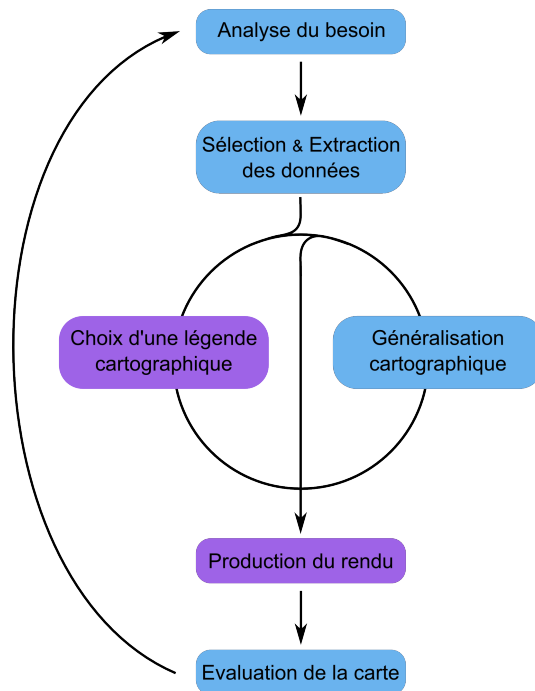 Analyse du besoin
Sélection & Extraction
des données
Choix d'une légende
cartographique
Généralisation
cartographique
Production du rendu
Evaluation de la carte